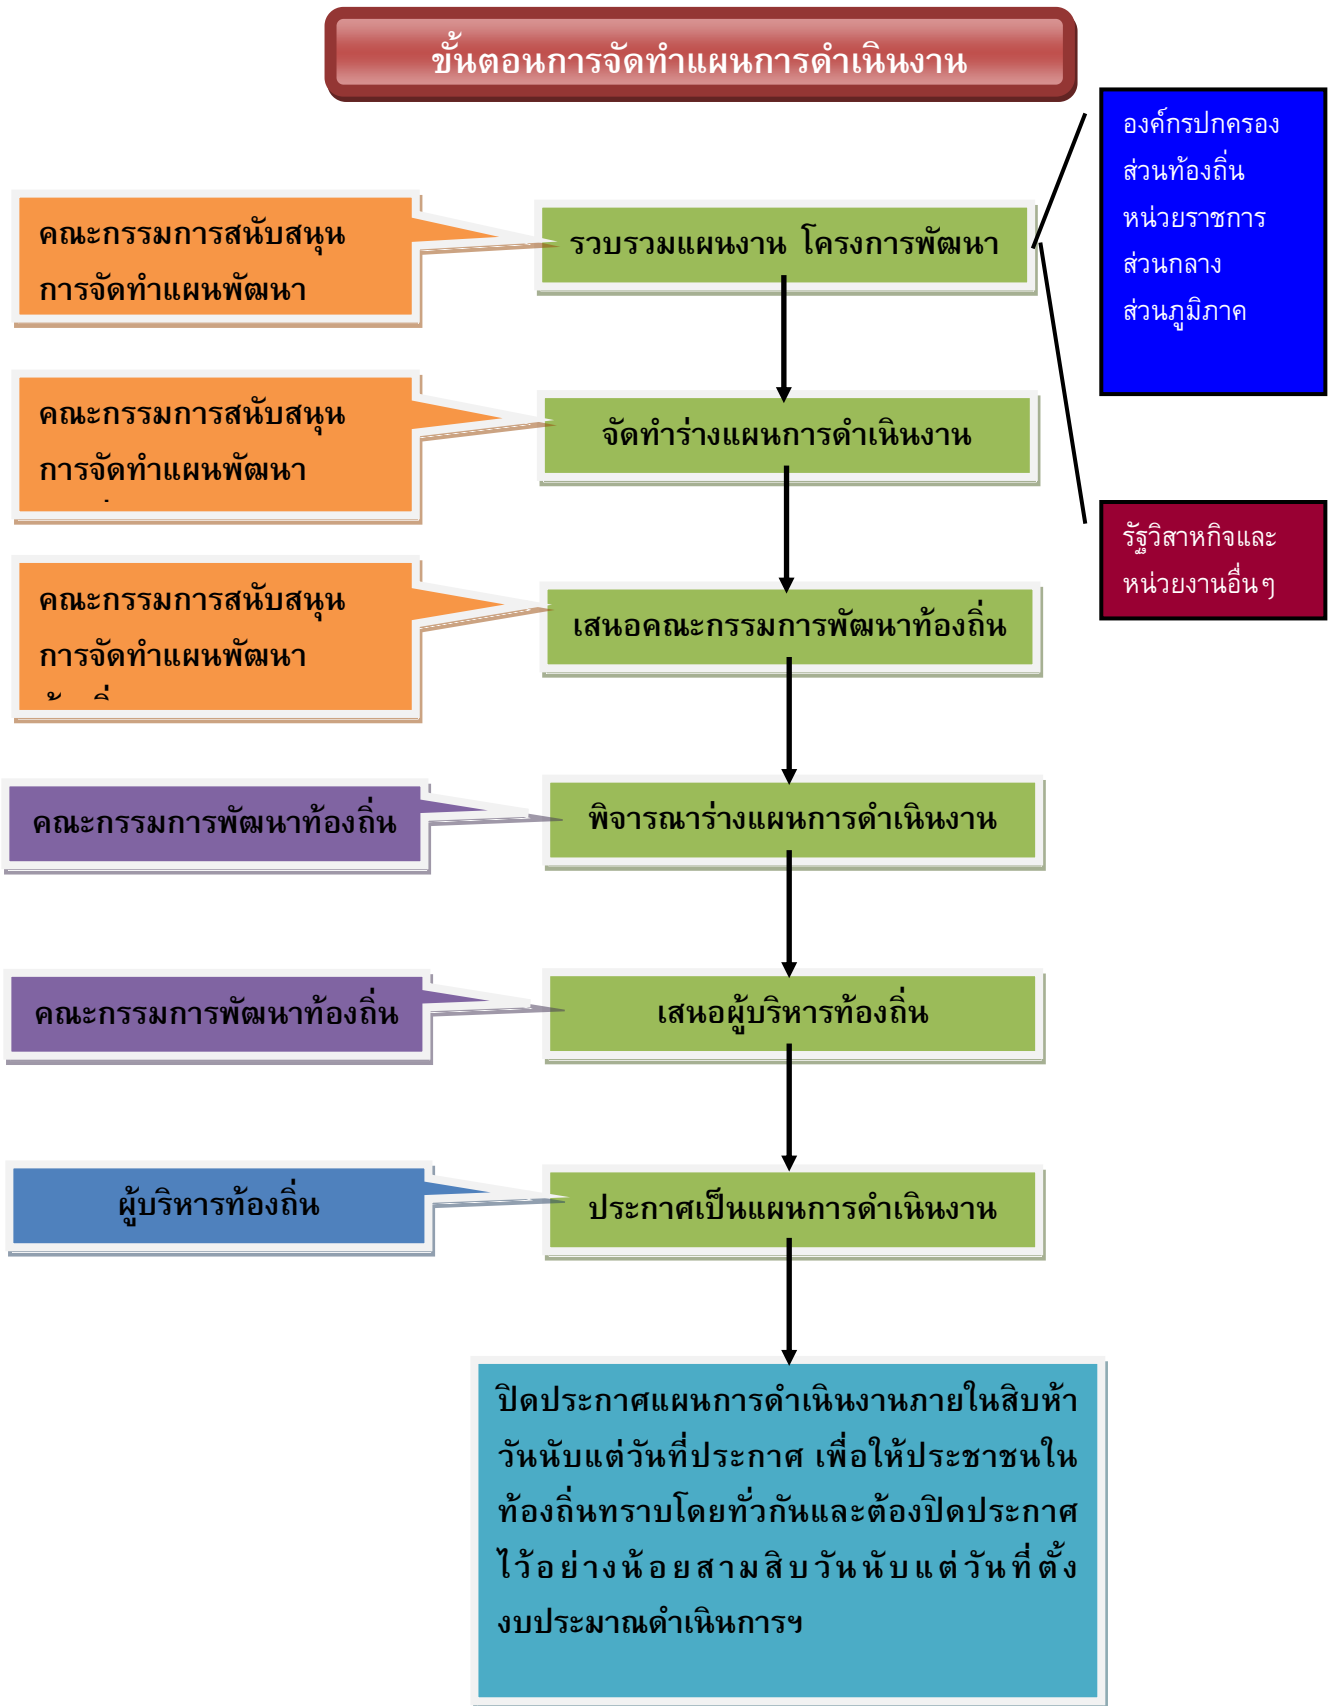 ขั้นตอนการจัดทำแผนการดำเนินงาน
องค์กรปกครอง
ส่วนท้องถิ่น
หน่วยราชการ
ส่วนกลาง
ส่วนภูมิภาค
คณะกรรมการสนับสนุน
การจัดทำแผนพัฒนา
รวบรวมแผนงาน โครงการพัฒนา
คณะกรรมการสนับสนุน
การจัดทำแผนพัฒนา
จัดทำร่างแผนการดำเนินงาน
รัฐวิสาหกิจและ
หน่วยงานอื่นๆ
คณะกรรมการสนับสนุน
การจัดทำแผนพัฒนา
เสนอคณะกรรมการพัฒนาท้องถิ่น
คณะกรรมการพัฒนาท้องถิ่น
พิจารณาร่างแผนการดำเนินงาน
คณะกรรมการพัฒนาท้องถิ่น
เสนอผู้บริหารท้องถิ่น
ผู้บริหารท้องถิ่น
ประกาศเป็นแผนการดำเนินงาน
ปิดประกาศแผนการดำเนินงานภายในสิบห้า
วันนับแต่วันที่ประกาศ เพื่อให้ประชาชนใน
ท้องถิ่นทราบโดยทั่วกันและต้องปิดประกาศ
ไว้อย่างน้อยสามสิบวันนับแต่วันที่ตั้ง
งบประมาณดำเนินการฯ